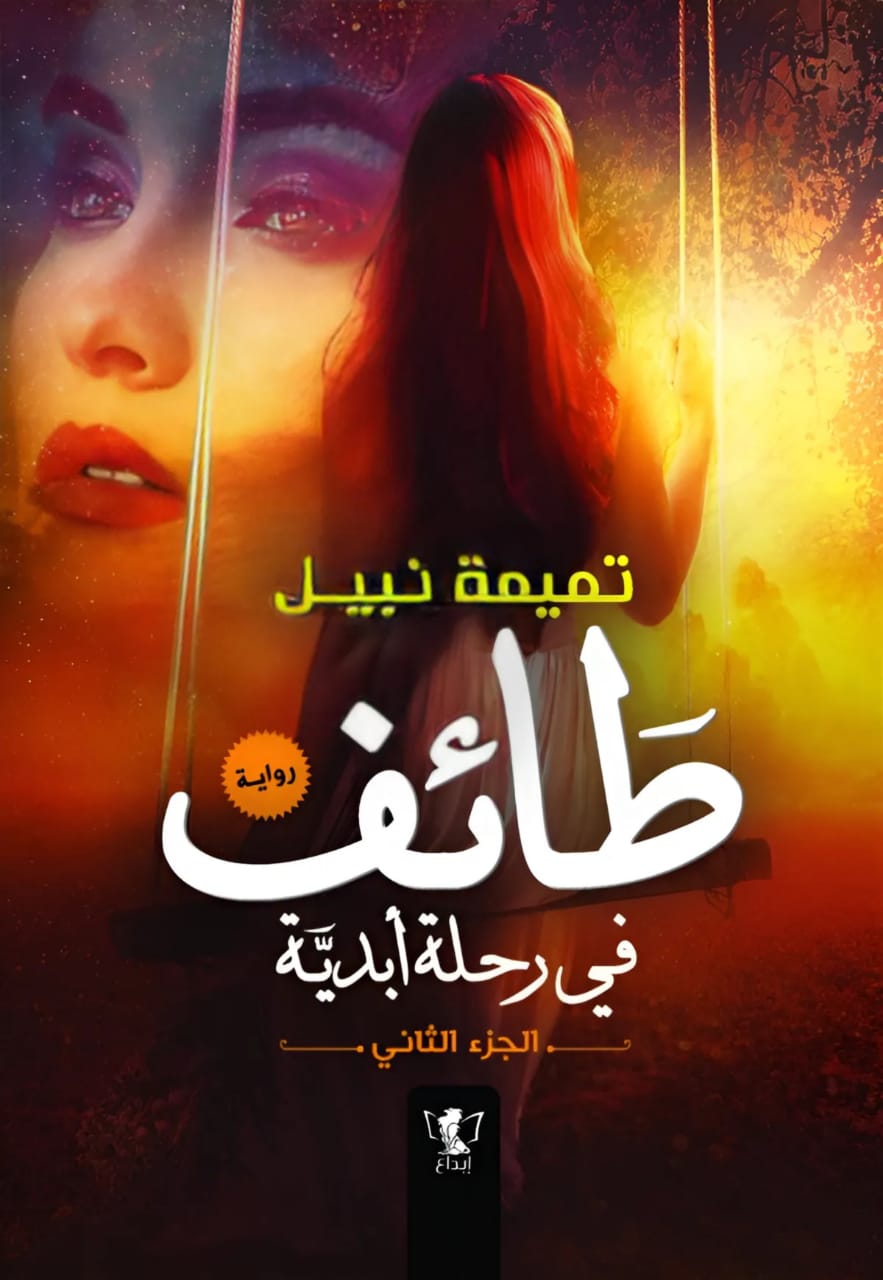 تميمة نبيل
طَائف
رواية
في رحلة أبديَّة
الجزء الثاني
إبداع